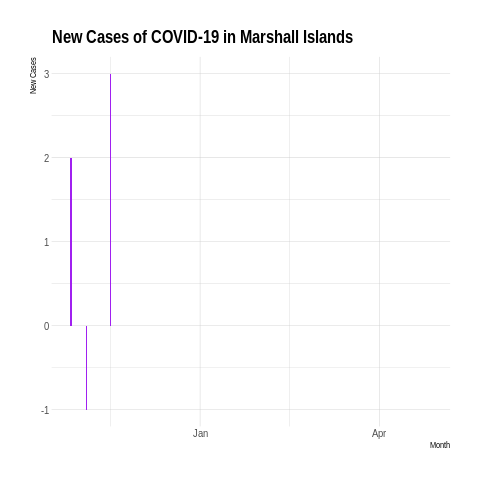 New Cases of COVID-19 in Marshall Islands
New Cases
3
2
1
0
-1
Jan
Apr
Month